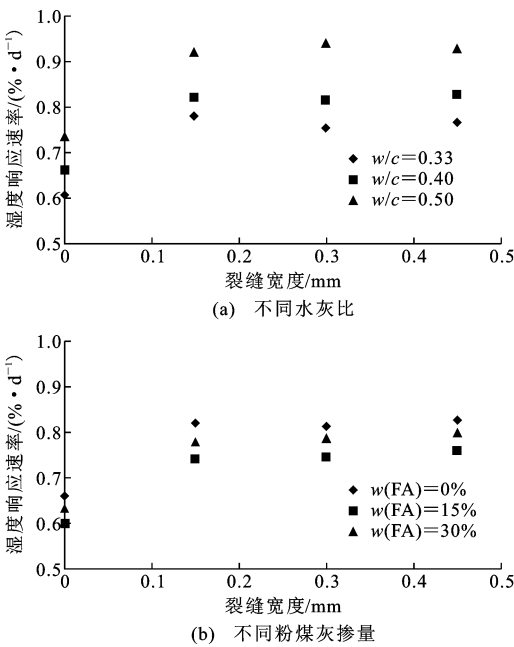 1.0
0.9
0.8
0.7
0.6
0.5
湿度响应速率/(%·d⁻¹)
◆ w/c=0.33
■ w/c=0.40
▲ w/c=0.50
0 0.1 0.2 0.3 0.4 0.5
裂缝宽度/mm
(a) 不同水灰比
1.0
0.9
0.8
0.7
0.6
0.5
湿度响应速率/(%·d⁻¹)
◆ w(FA)=0%
■ w(FA)=15%
▲ w(FA)=30%
0 0.1 0.2 0.3 0.4 0.5
裂缝宽度/mm
(b) 不同粉煤灰掺量